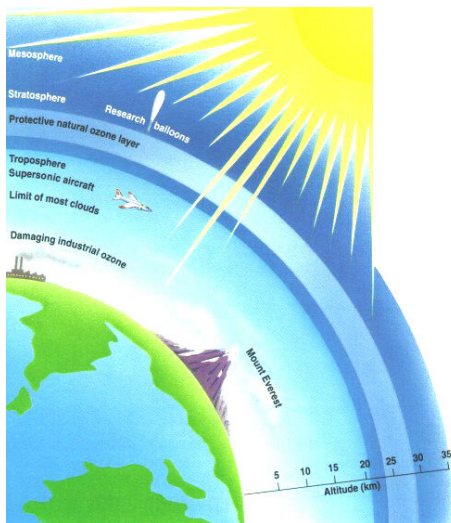 Mesosphere
Stratosphere
Research balloons
Protective natural ozone layer
Troposphere
Supersonic aircraft
Limit of most clouds
Damaging industrial ozone
Mount Everest
5 10 15 20 25 30 35
Altitude (km)